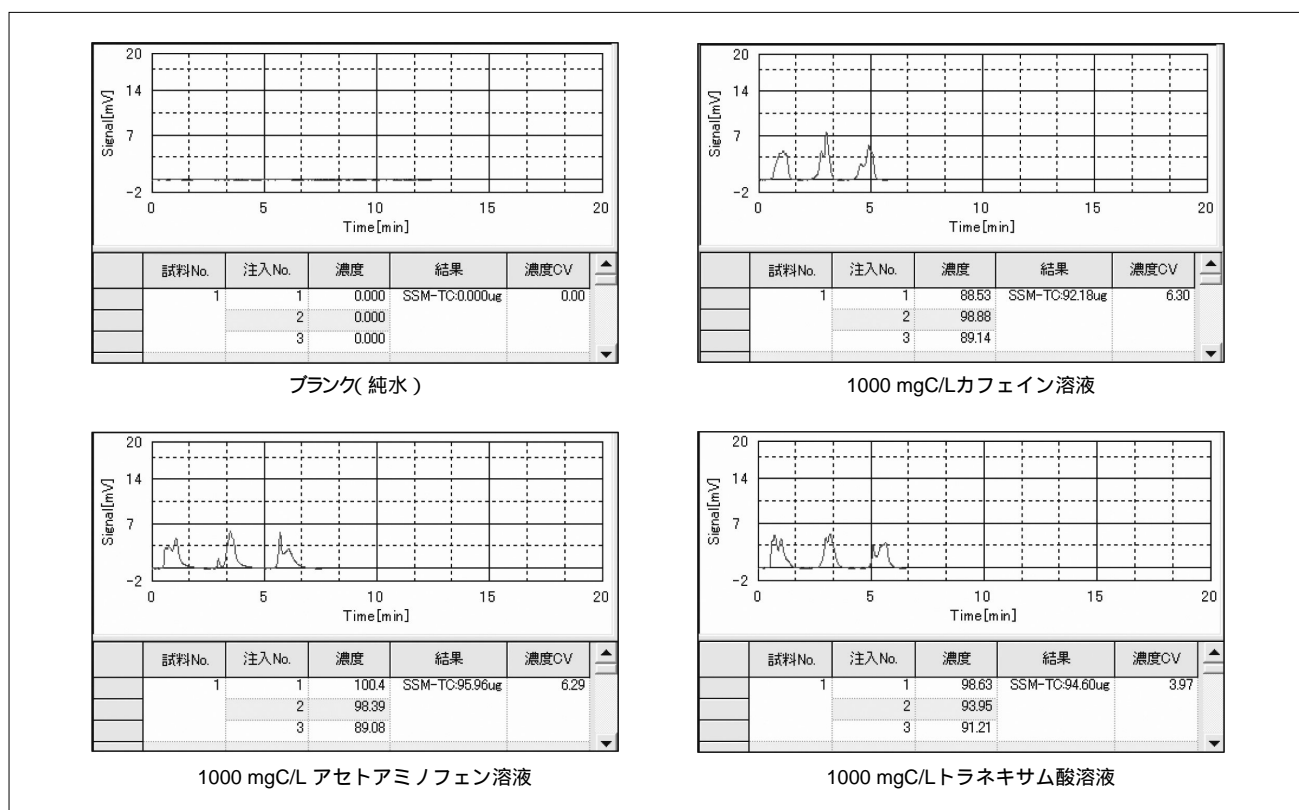 20
14
7
-2
Signal[mV]
0 5 10 15 20
Time[min]
試料No. 注入No. 濃度 結果 濃度CV
1 1 0.000 SSM-TC:0.000ug 0.00
2 0.000
3 0.000
ブランク( 純水 )
20
14
7
-2
Signal[mV]
0 5 10 15 20
Time[min]
試料No. 注入No. 濃度 結果 濃度CV
1 1 88.53 SSM-TC:92.18ug 6.30
2 98.88
3 89.14
1000 mgC/Lカフェイン溶液
20
14
7
-2
Signal[mV]
0 5 10 15 20
Time[min]
試料No. 注入No. 濃度 結果 濃度CV
1 1 100.4 SSM-TC:95.96ug 6.29
2 98.39
3 89.08
1000 mgC/L アセトアミノフェン溶液
20
14
7
-2
Signal[mV]
0 5 10 15 20
Time[min]
試料No. 注入No. 濃度 結果 濃度CV
1 1 98.63 SSM-TC:94.60ug 3.97
2 93.95
3 91.21
1000 mgC/Lトラネキサム酸溶液